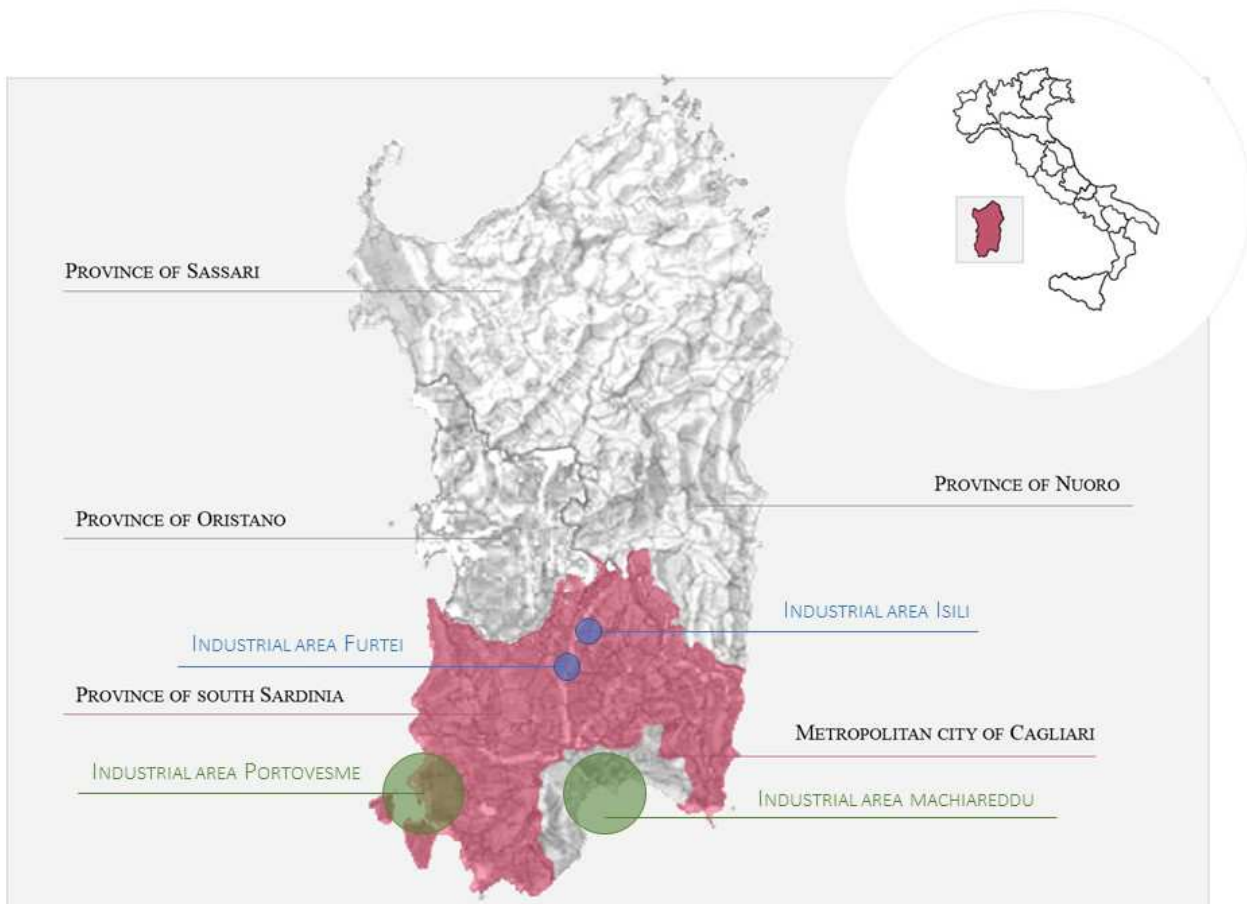 Province of Sassari
Province of Nuoro
Province of Oristano
Industrial area Isili
Industrial area Furtei
Province of south Sardinia
Metropolitan city of Cagliari
Industrial area Portovesme
Industrial area machiareddu